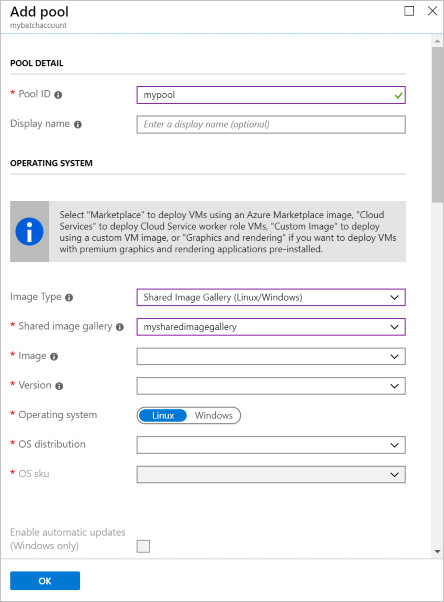 Add pool
mybatchaccount
POOL DETAIL
* Pool ID
mypool
Display name
Enter a display name (optional)
OPERATING SYSTEM
Select "Marketplace" to deploy VMs using an Azure Marketplace image, "Cloud
Services" to deploy Cloud Service worker role VMs, "Custom Image" to deploy
using a custom VM image, or "Graphics and rendering" if you want to deploy VMs
with premium graphics and rendering applications pre-installed.
Image Type
Shared Image Gallery (Linux/Windows)
* Shared image gallery
mysharedimagegallery
* Image
* Version
* Operating system
Linux Windows
* OS distribution
* OS sku
Enable automatic updates
(Windows only)
OK